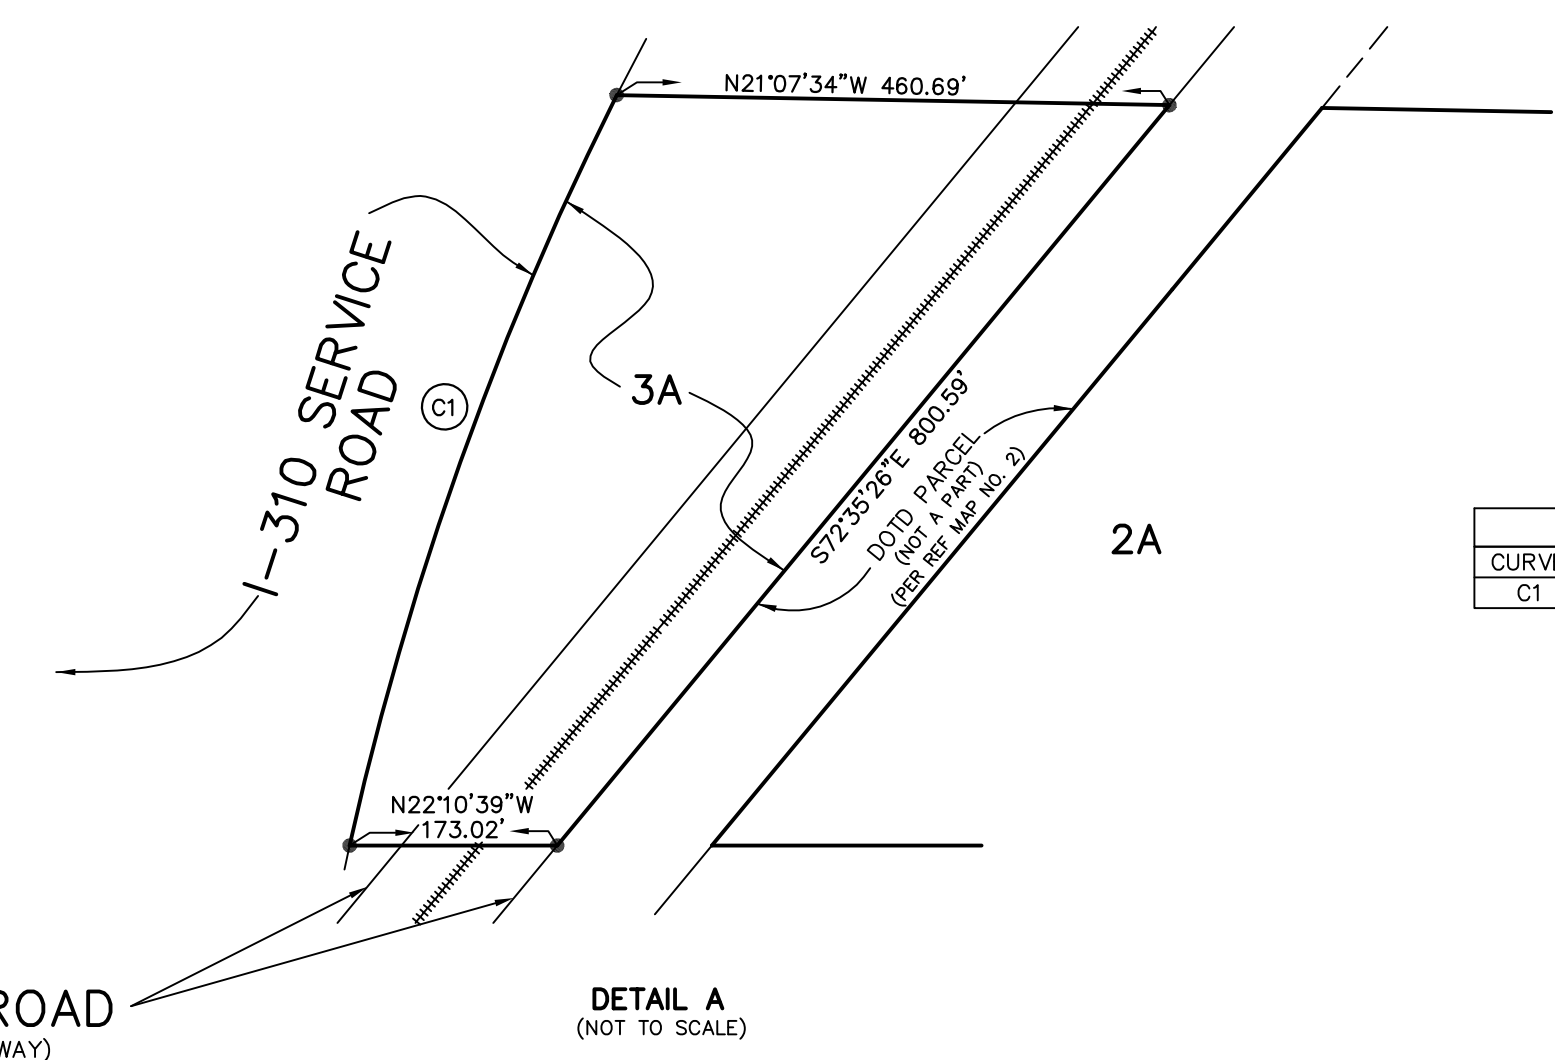 N21°07'34"W 460.69'
I-310 SERVICE
ROAD
C1
3A
S72°35'26"E 800.59'
DOTD PARCEL
(NOT A PART)
(PER REF MAP NO. 2)
2A
CURV
C1
N22°10'39"W
173.02'
ROAD
WAY)
DETAIL A
(NOT TO SCALE)